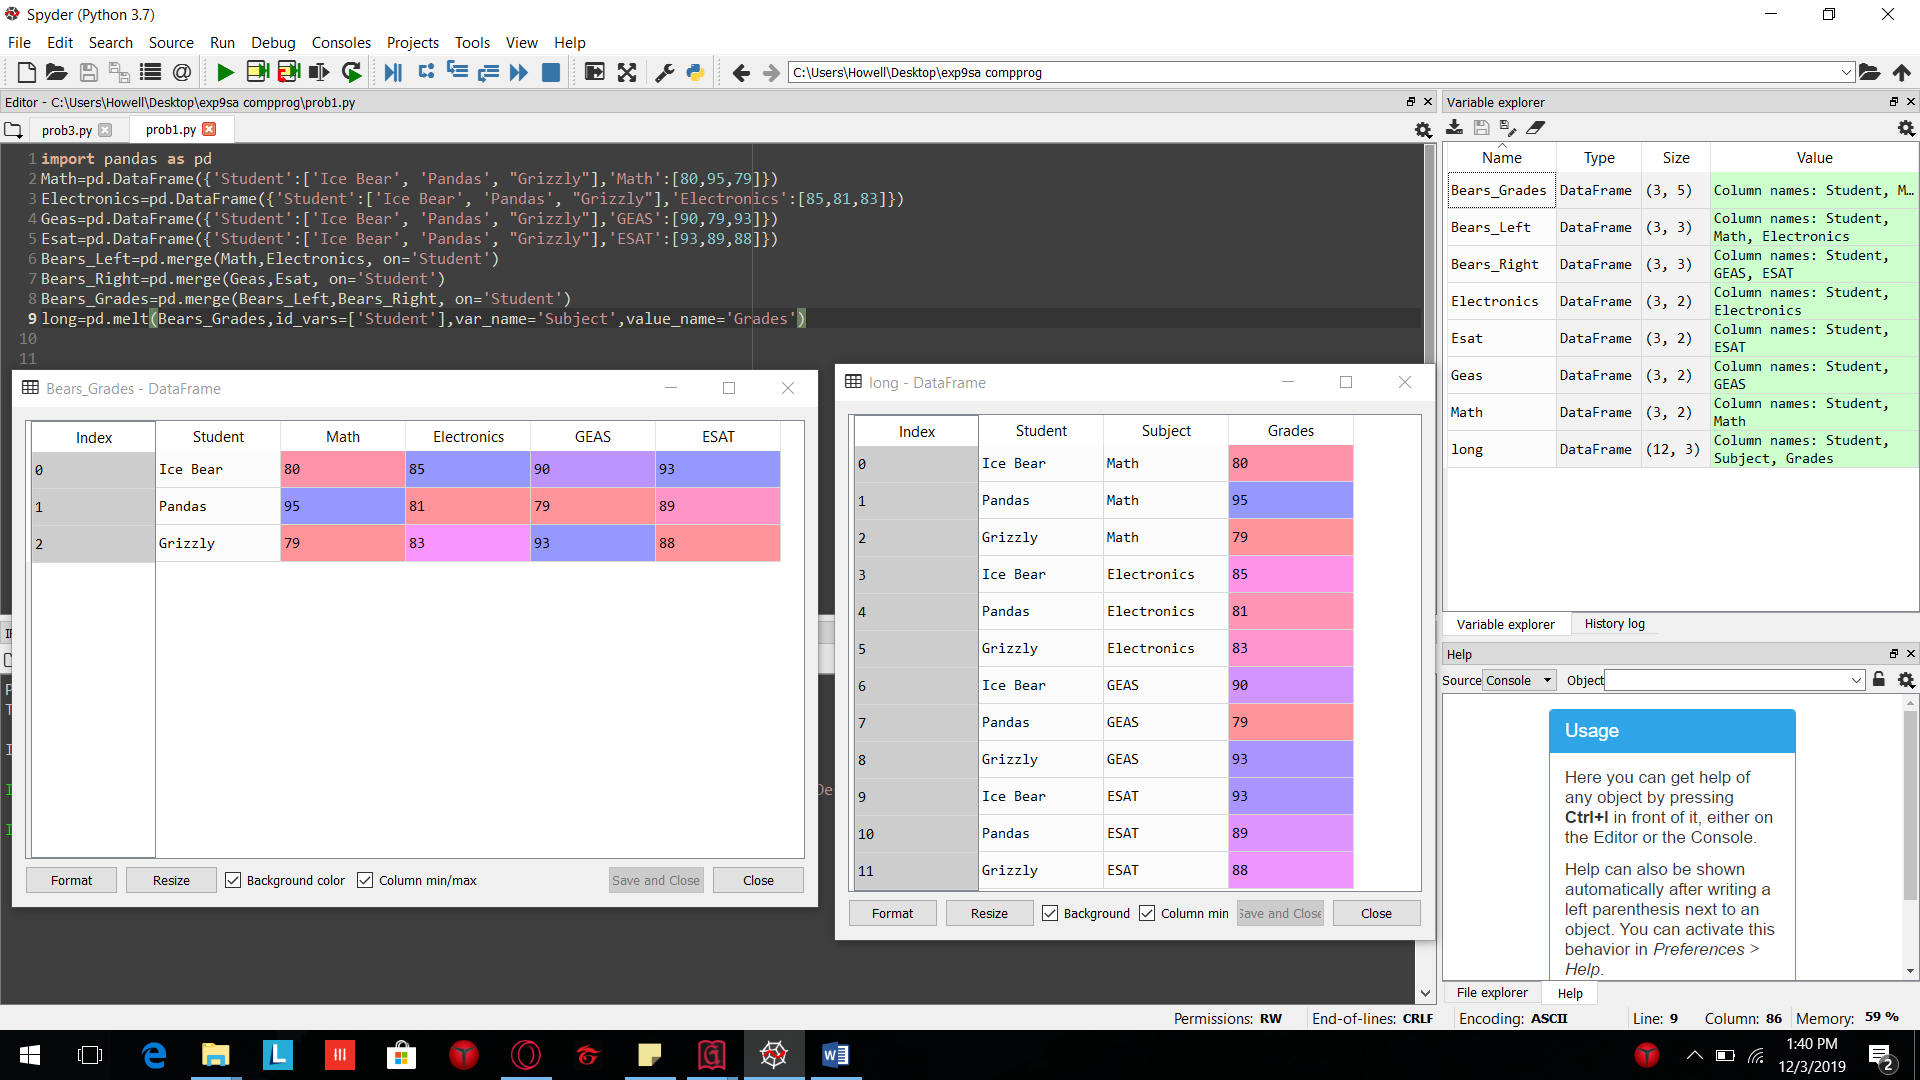 Spyder (Python 3.7)
File Edit Search Source Run Debug Consoles Projects Tools View Help
C:\Users\Howell\Desktop\exp9sa compprog
Editor - C:\Users\Howell\Desktop\exp9sa compprog\prob1.py
prob3.py prob1.py
1 import pandas as pd
2 Math=pd.DataFrame({'Student':['Ice Bear', 'Pandas', "Grizzly"],'Math':[80,95,79]})
3 Electronics=pd.DataFrame({'Student':['Ice Bear', 'Pandas', "Grizzly"],'Electronics':[85,81,83]})
4 Geas=pd.DataFrame({'Student':['Ice Bear', 'Pandas', "Grizzly"],'GEAS':[90,79,93]})
5 Esat=pd.DataFrame({'Student':['Ice Bear', 'Pandas', "Grizzly"],'ESAT':[93,89,88]})
6 Bears_Left=pd.merge(Math,Electronics, on='Student')
7 Bears_Right=pd.merge(Geas,Esat, on='Student')
8 Bears_Grades=pd.merge(Bears_Left,Bears_Right, on='Student')
9 long=pd.melt(Bears_Grades,id_vars=['Student'],var_name='Subject',value_name='Grades')
10
11
Bears_Grades - DataFrame
Index Student Math Electronics GEAS ESAT
0 Ice Bear 80 85 90 93
1 Pandas 95 81 79 89
2 Grizzly 79 83 93 88
Format Resize Background color Column min/max Save and Close Close
long - DataFrame
Index Student Subject Grades
0 Ice Bear Math 80
1 Pandas Math 95
2 Grizzly Math 79
3 Ice Bear Electronics 85
4 Pandas Electronics 81
5 Grizzly Electronics 83
6 Ice Bear GEAS 90
7 Pandas GEAS 79
8 Grizzly GEAS 93
9 Ice Bear ESAT 93
10 Pandas ESAT 89
11 Grizzly ESAT 88
Format Resize Background Column min Save and Close Close
De
Variable explorer
Name Type Size Value
Bears_Grades DataFrame (3, 5) Column names: Student, M...
Bears_Left DataFrame (3, 3) Column names: Student,
Math, Electronics
Bears_Right DataFrame (3, 3) Column names: Student,
GEAS, ESAT
Electronics DataFrame (3, 2) Column names: Student,
Electronics
Esat DataFrame (3, 2) Column names: Student,
ESAT
Geas DataFrame (3, 2) Column names: Student,
GEAS
Math DataFrame (3, 2) Column names: Student,
Math
long DataFrame (12, 3) Column names: Student,
Subject, Grades
Variable explorer History log
Help
Source Console Object
Usage
Here you can get help of
any object by pressing
Ctrl+I in front of it, either on
the Editor or the Console.
Help can also be shown
automatically after writing a
left parenthesis next to an
object. You can activate this
behavior in Preferences >
Help.
File explorer Help
Permissions: RW End-of-lines: CRLF Encoding: ASCII Line: 9 Column: 86 Memory: 59 %
1:40 PM
12/3/2019
2